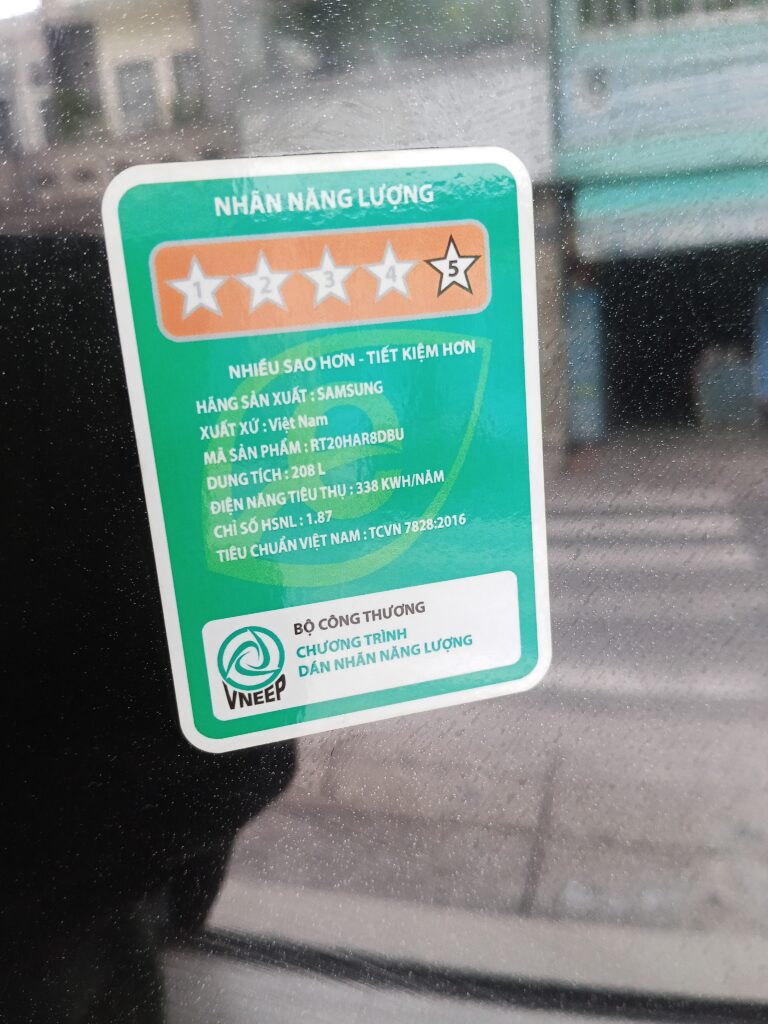 NHÃN NĂNG LƯỢNG
1 2 3 4 5
NHIỀU SAO HƠN - TIẾT KIỆM HƠN
HÃNG SẢN XUẤT : SAMSUNG
XUẤT XỨ : Việt Nam
MÃ SẢN PHẨM : RT20HAR8DBU
DUNG TÍCH : 208 L
ĐIỆN NĂNG TIÊU THỤ : 338 KWH/NĂM
CHỈ SỐ HSNL : 1.87
TIÊU CHUẨN VIỆT NAM : TCVN 7828:2016
BỘ CÔNG THƯƠNG
CHƯƠNG TRÌNH
DÁN NHÃN NĂNG LƯỢNG
VNEEP